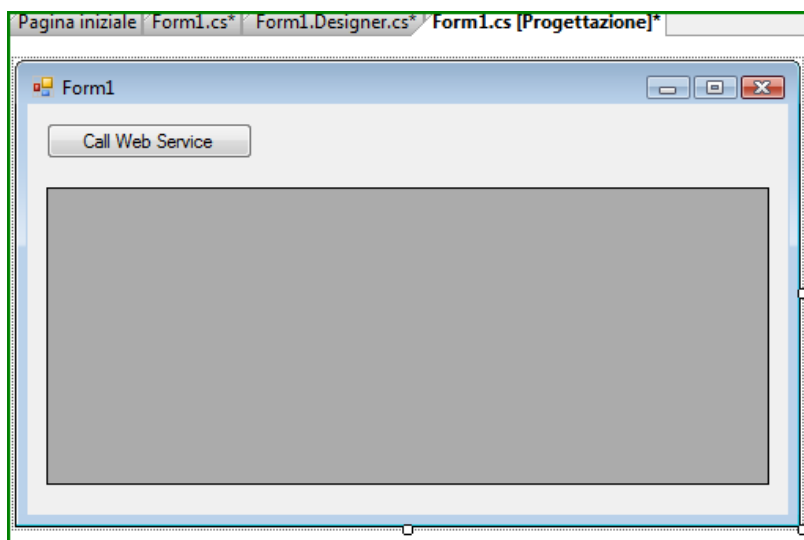 Pagina iniziale Form1.cs* Form1.Designer.cs* Form1.cs [Progettazione]*
Form1
Call Web Service